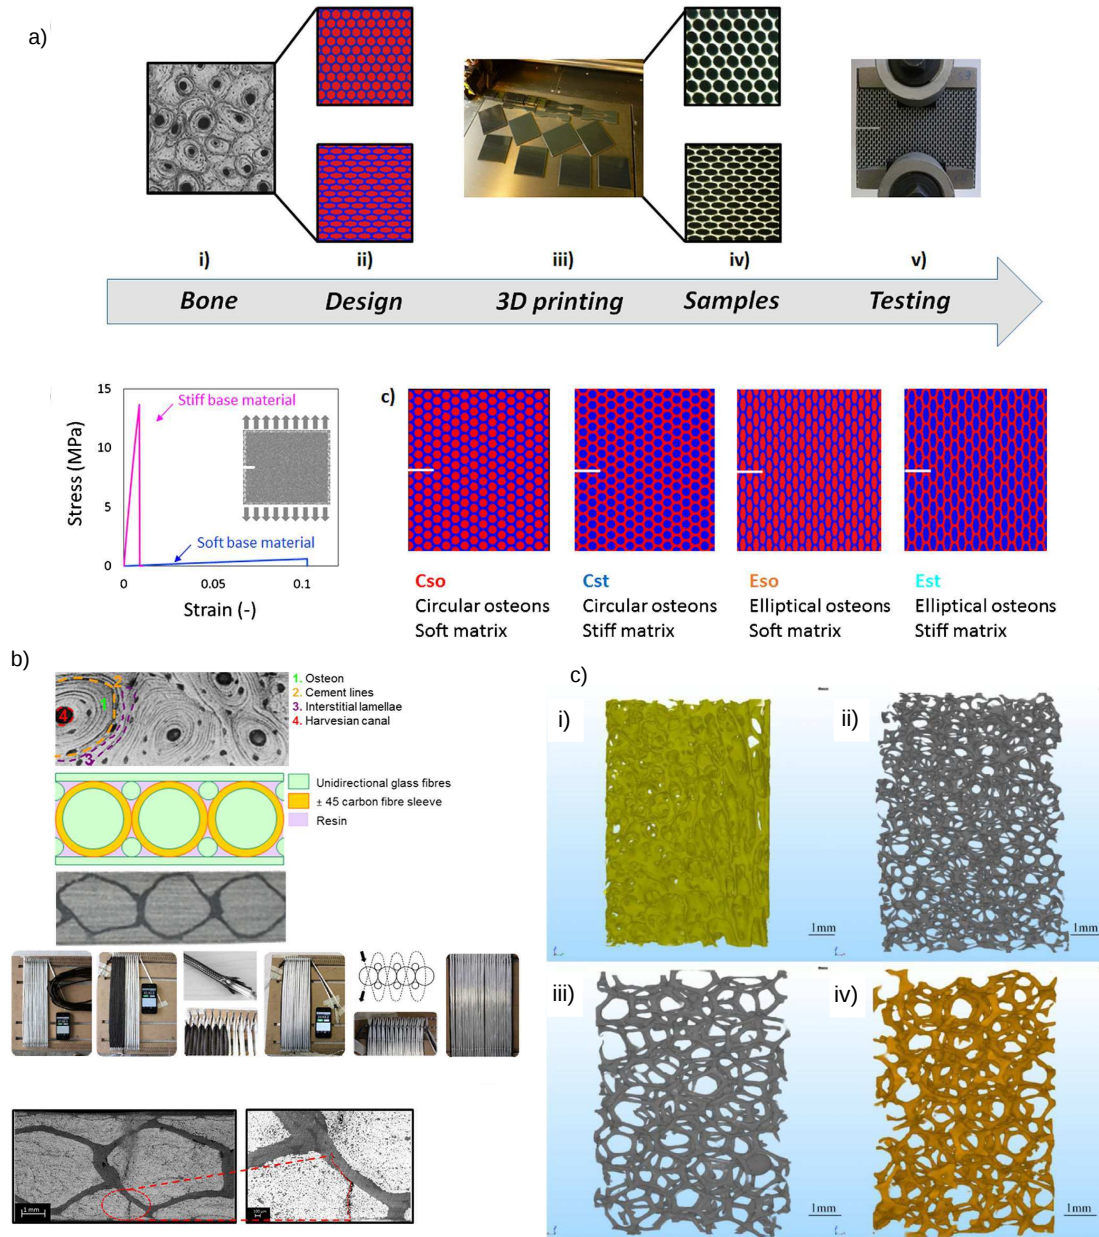 a)
i)
ii)
iii)
iv)
v)
Bone
Design
3D printing
Samples
Testing
15
10
5
0
Stress (MPa)
Stiff base material
Soft base material
0
0.05
0.1
Strain (-)
c)
Cso
Circular osteons
Soft matrix
Cst
Circular osteons
Stiff matrix
Eso
Elliptical osteons
Soft matrix
Est
Elliptical osteons
Stiff matrix
b)
1
2
3
4
1. Osteon
2. Cement lines
3. Interstitial lamellae
4. Harvesian canal
Unidirectional glass fibres
± 45 carbon fibre sleeve
Resin
1 mm
100 µm
c)
i)
1mm
ii)
1mm
iii)
1mm
iv)
1mm